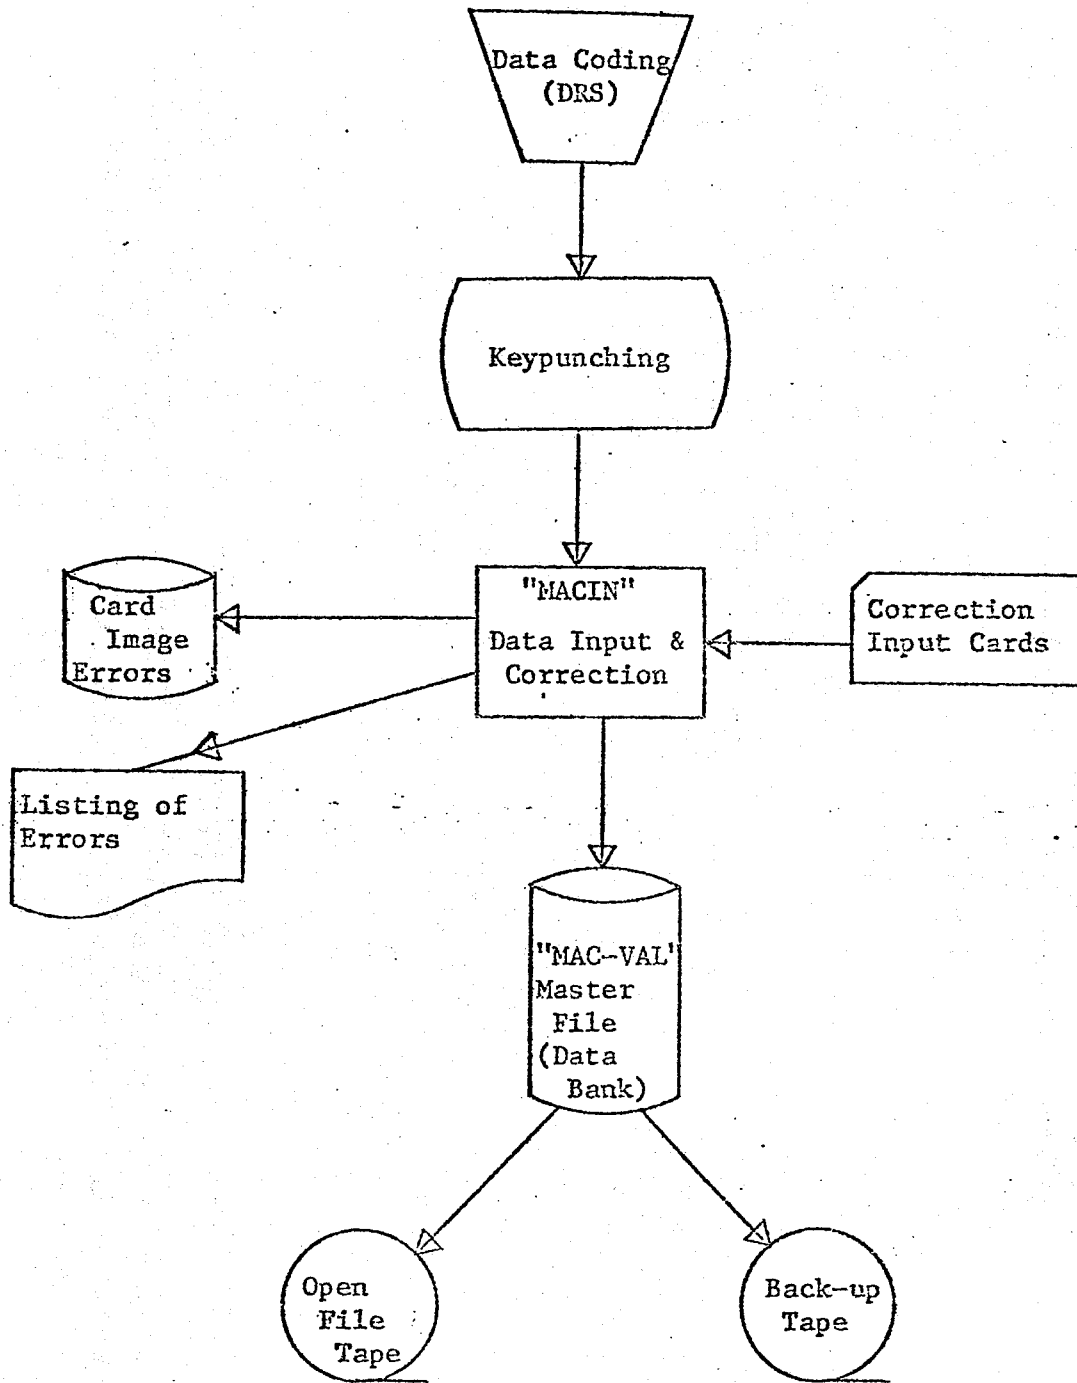 Data Coding
(DRS)
Keypunching
"MACIN"
Data Input &
Correction
Card
Image
Errors
Correction
Input Cards
Listing of
Errors
"MAC-VAL'
Master
File
(Data
Bank)
Open
File
Tape
Back-up
Tape